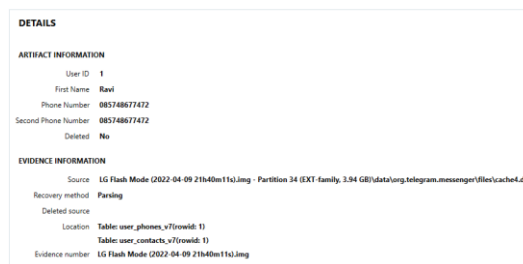 DETAILS
ARTIFACT INFORMATION
User ID 1
First Name Ravi
Phone Number 085748677472
Second Phone Number 085748677472
Deleted No
EVIDENCE INFORMATION
Source LG Flash Mode (2022-04-09 21h40m11s).img - Partition 34 (EXT-family, 3.94 GB)\data\org.telegram.messenger\files\cache4.d
Recovery method Parsing
Deleted source
Location Table: user_phones_v7(rowid: 1)
Table: user_contacts_v7(rowid: 1)
Evidence number LG Flash Mode (2022-04-09 21h40m11s).img